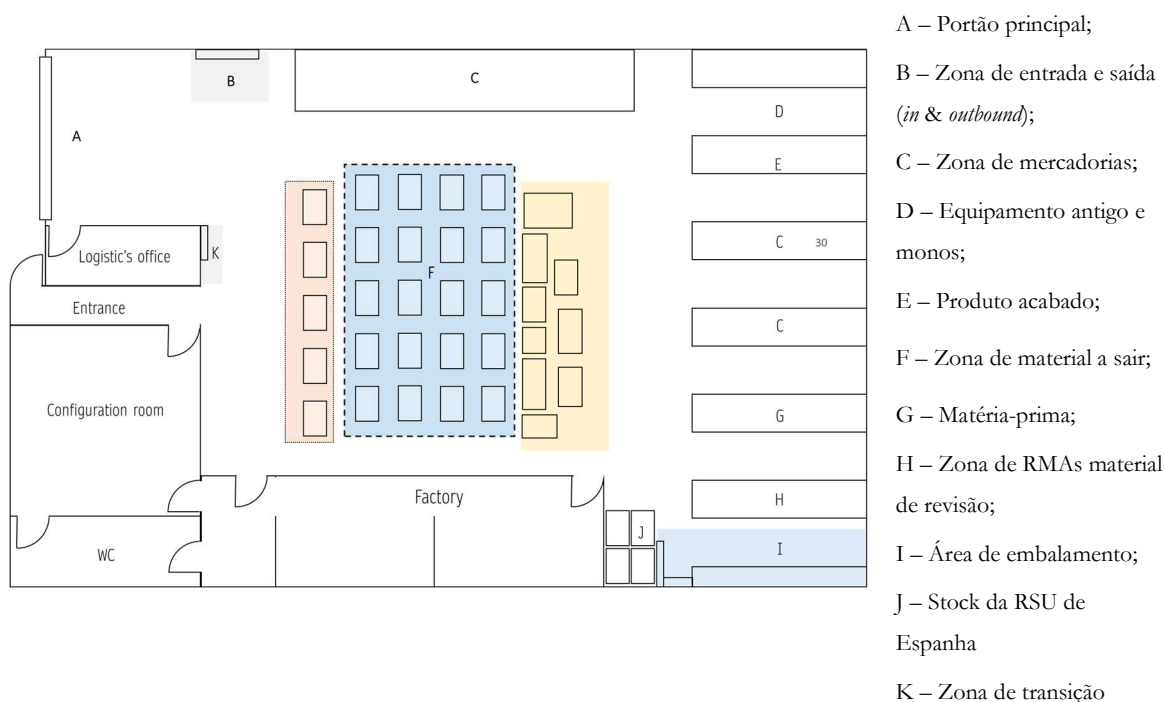 A
B
C
D
E
C 30
C
G
H
I
J
K
F
Logistic's office
Entrance
Configuration room
WC
Factory
A – Portão principal;
B – Zona de entrada e saída
(in & outbound);
C – Zona de mercadorias;
D – Equipamento antigo e
monos;
E – Produto acabado;
F – Zona de material a sair;
G – Matéria-prima;
H – Zona de RMAs material
de revisão;
I – Área de embalamento;
J – Stock da RSU de
Espanha
K – Zona de transição